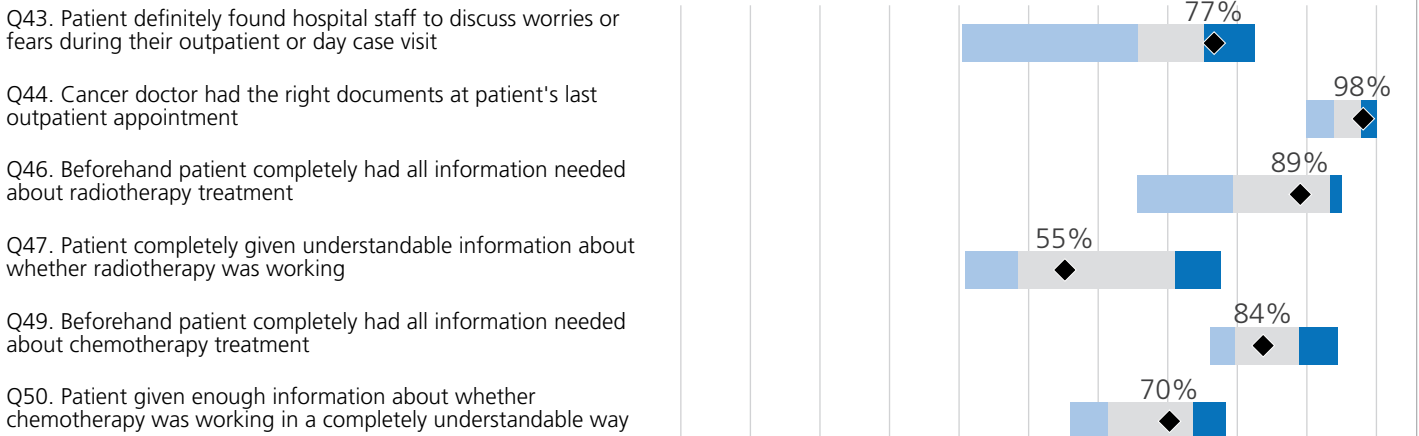 Q43. Patient definitely found hospital staff to discuss worries or
fears during their outpatient or day case visit
77%
Q44. Cancer doctor had the right documents at patient's last
outpatient appointment
98%
Q46. Beforehand patient completely had all information needed
about radiotherapy treatment
89%
Q47. Patient completely given understandable information about
whether radiotherapy was working
55%
Q49. Beforehand patient completely had all information needed
about chemotherapy treatment
84%
Q50. Patient given enough information about whether
chemotherapy was working in a completely understandable way
70%